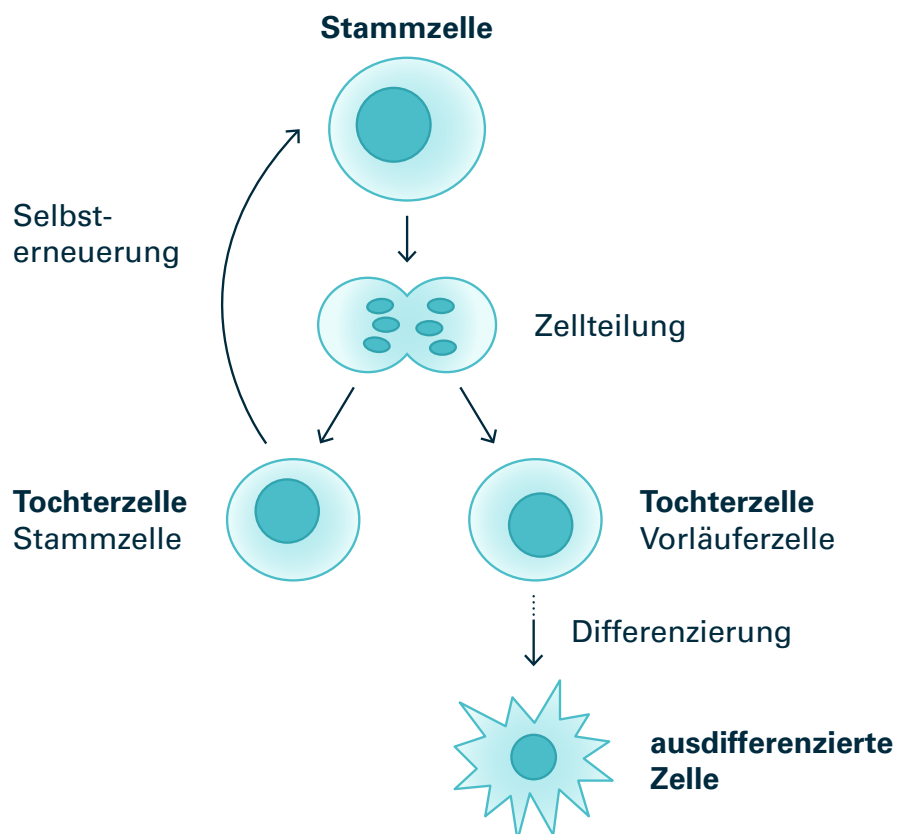 Stammzelle
Selbst-
erneuerung
Zellteilung
Tochterzelle
Stammzelle
Tochterzelle
Vorläuferzelle
Differenzierung
ausdifferenzierte
Zelle